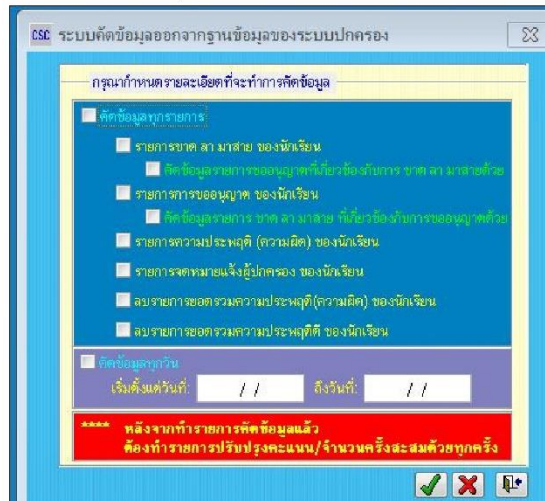 CSC ระบบคัดข้อมูลออกจากฐานข้อมูลของระบบปกครอง
กรุณากำหนดรายละเอียดที่จะทำการคัดข้อมูล
คัดข้อมูลทุกรายการ
รายการขาด ลา มาสาย ของนักเรียน
คัดข้อมูลรายการขออนุญาตที่เกี่ยวข้องกับการ ขาด ลา มาสายด้วย
รายการการขออนุญาต ของนักเรียน
คัดข้อมูลรายการ ขาด ลา มาสาย ที่เกี่ยวข้องกับการขออนุญาตด้วย
รายการความประพฤติ (ความผิด) ของนักเรียน
รายการจดหมายแจ้งผู้ปกครอง ของนักเรียน
ลบรายการยอดรวมความประพฤติ(ความผิด) ของนักเรียน
ลบรายการยอดรวมความประพฤติดี ของนักเรียน
คัดข้อมูลทุกวัน
เริ่มตั้งแต่วันที่: / / ถึงวันที่: / /
**** หลังจากทำรายการคัดข้อมูลแล้ว
ต้องทำรายการปรับปรุงคะแนน/จำนวนครั้งสะสมด้วยทุกครั้ง